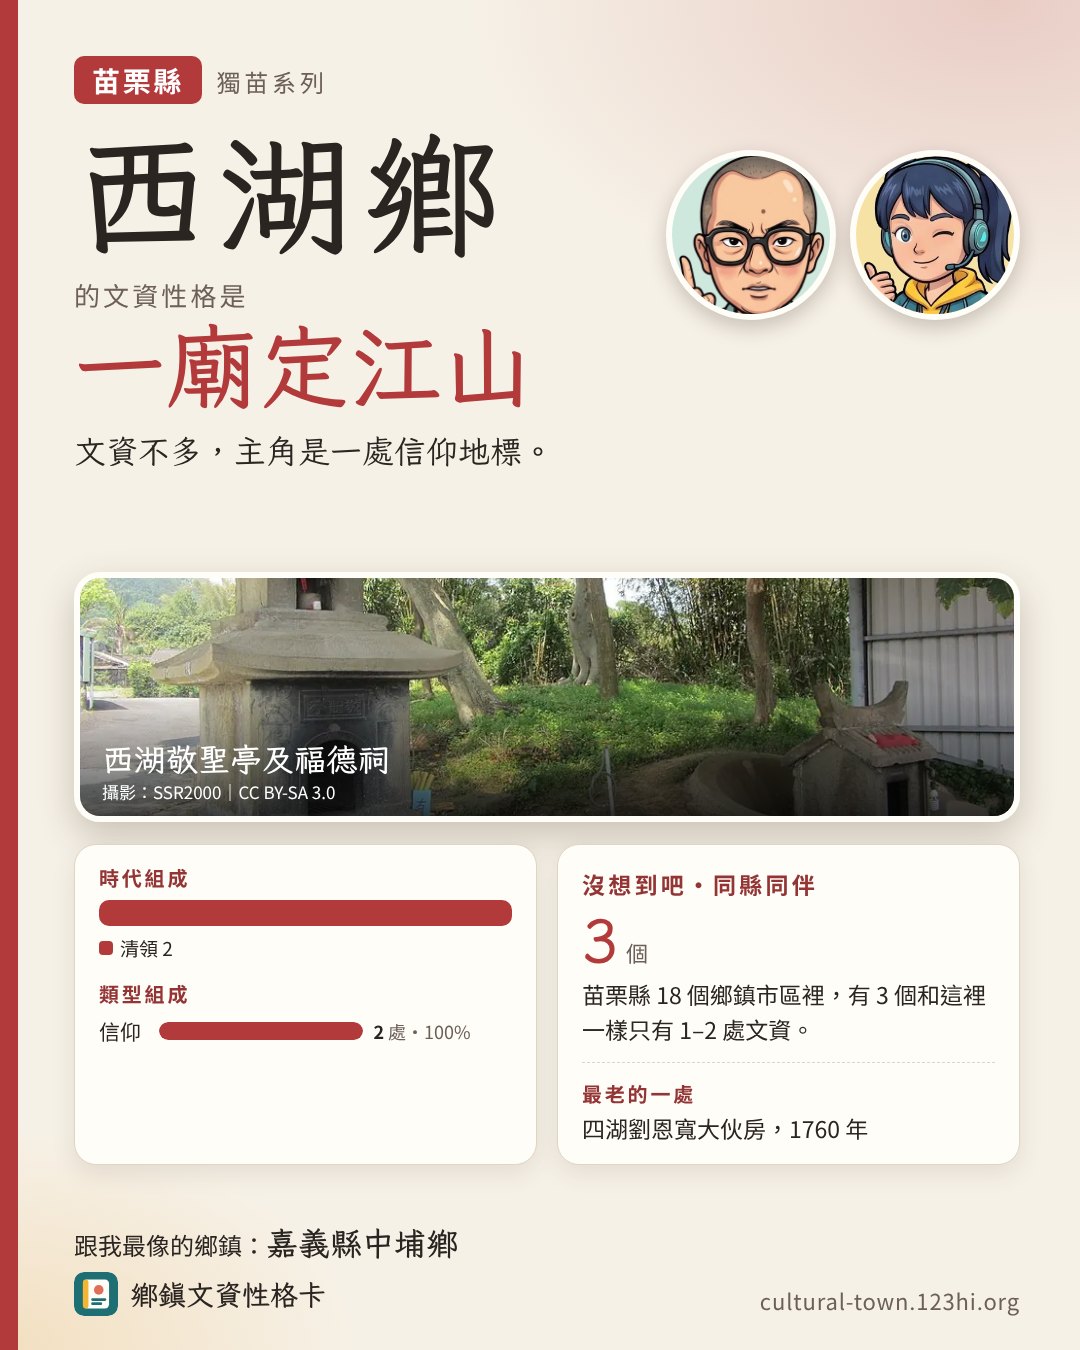 苗栗縣 獨苗系列
西湖鄉
的文資性格是
一廟定江山
文資不多，主角是一處信仰地標。
西湖敬聖亭及福德祠
攝影：SSR2000｜CC BY-SA 3.0
時代組成
清領 2
類型組成
信仰 2 處・100%
沒想到吧・同縣同伴
3 個
苗栗縣 18 個鄉鎮市區裡，有 3 個和這裡
一樣只有 1–2 處文資。
最老的一處
四湖劉恩寬大伙房，1760 年
跟我最像的鄉鎮：嘉義縣中埔鄉
鄉鎮文資性格卡
cultural-town.123hi.org